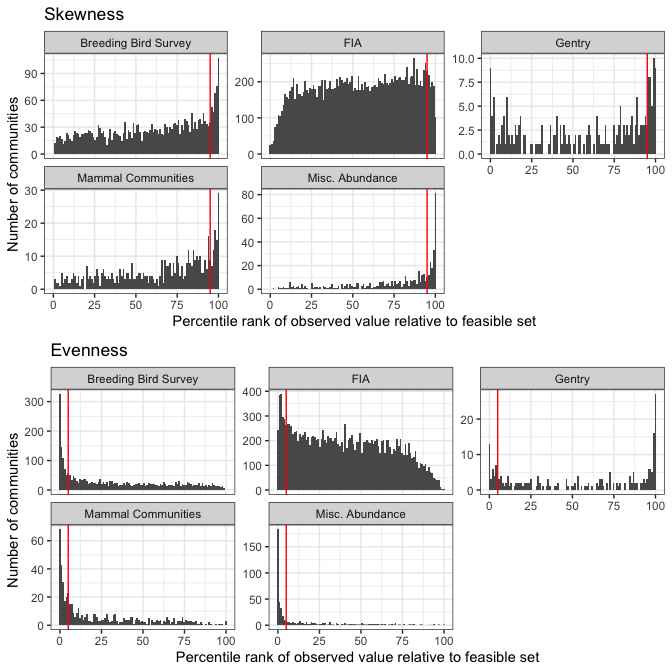 Skewness
Breeding Bird Survey
FIA
Gentry
90
60
30
0
200
100
0
10.0
7.5
5.0
2.5
0.0
0 25 50 75 100
Mammal Communities
Misc. Abundance
30
20
10
0
80
60
40
20
0
0 25 50 75 100
0 25 50 75 100
Number of communities
Percentile rank of observed value relative to feasible set
Evenness
Breeding Bird Survey
FIA
Gentry
300
200
100
0
400
300
200
100
0
20
10
0
0 25 50 75 100
Mammal Communities
Misc. Abundance
60
40
20
0
150
100
50
0
0 25 50 75 100
0 25 50 75 100
Number of communities
Percentile rank of observed value relative to feasible set